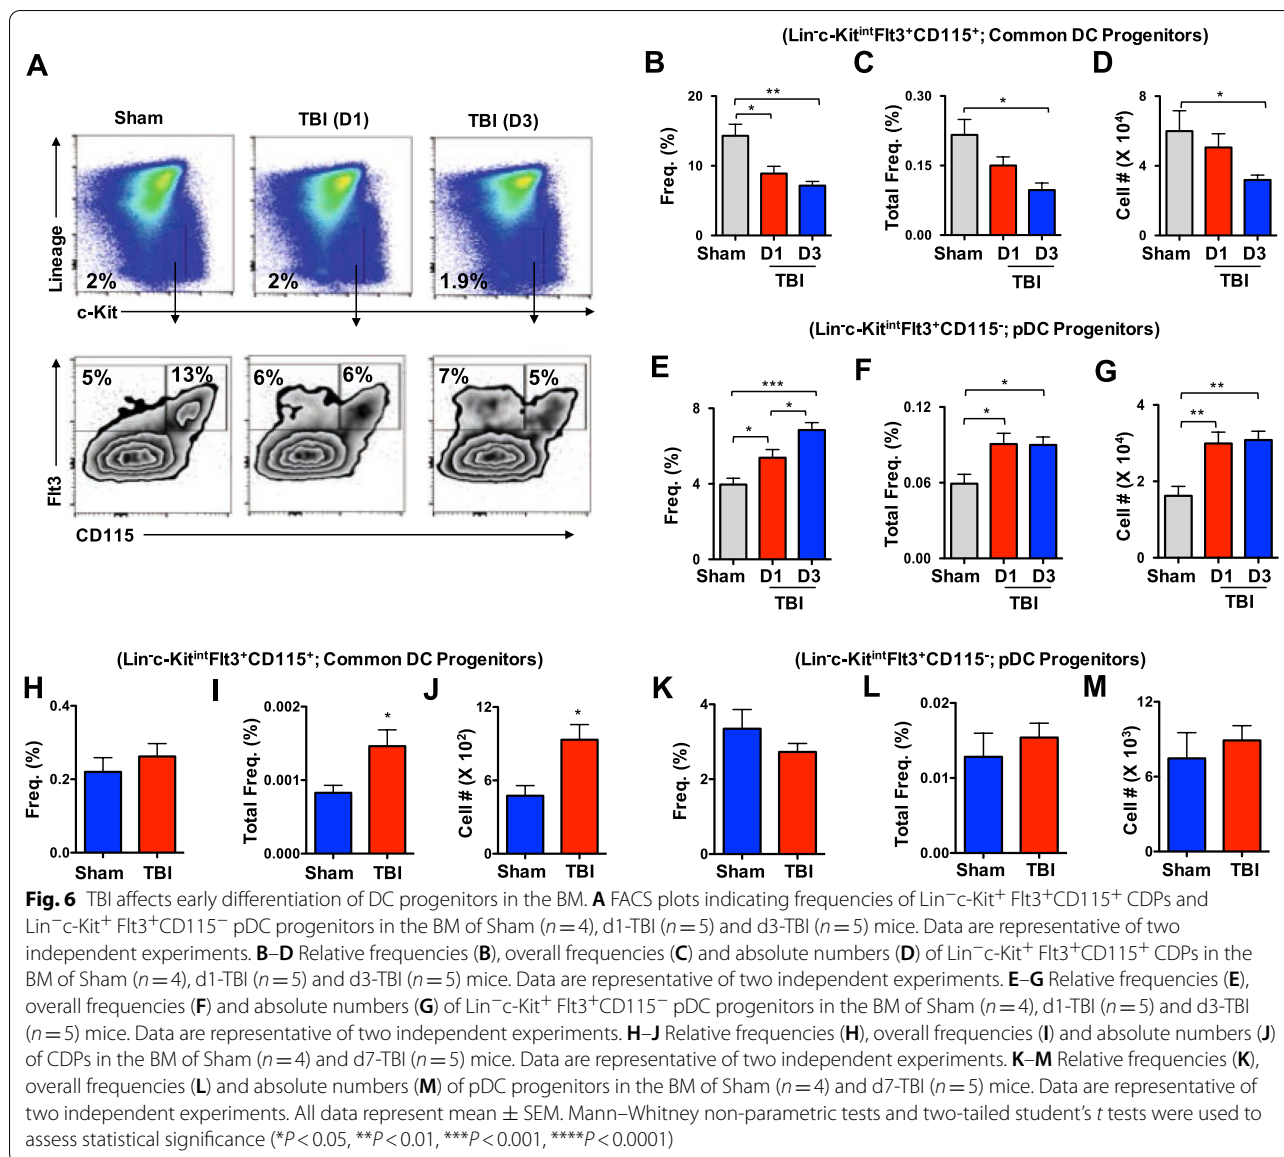 (Lin⁻c-KitⁱⁿᵗFlt3⁺CD115⁺; Common DC Progenitors)
A
Sham
TBI (D1)
TBI (D3)
Lineage
2%
2%
1.9%
c-Kit
5%
13%
6%
6%
7%
5%
Flt3
CD115
B
Freq. (%)
20
10
0
*
**
Sham
D1
D3
TBI
C
Total Freq. (%)
0.30
0.15
0.00
*
Sham
D1
D3
TBI
D
Cell # (X 10⁴)
8
4
0
*
Sham
D1
D3
TBI
(Lin⁻c-KitⁱⁿᵗFlt3⁺CD115⁻; pDC Progenitors)
E
Freq. (%)
8
4
0
***
*
*
Sham
D1
D3
TBI
F
Total Freq. (%)
0.12
0.06
0.00
*
*
Sham
D1
D3
TBI
G
Cell # (X 10⁴)
4
2
0
**
**
Sham
D1
D3
TBI
(Lin⁻c-KitⁱⁿᵗFlt3⁺CD115⁺; Common DC Progenitors)
H
Freq. (%)
0.4
0.2
0.0
Sham
TBI
I
Total Freq. (%)
0.002
0.001
0.000
*
Sham
TBI
J
Cell # (X 10²)
12
6
0
*
Sham
TBI
(Lin⁻c-KitⁱⁿᵗFlt3⁺CD115⁻; pDC Progenitors)
K
Freq. (%)
4
2
0
Sham
TBI
L
Total Freq. (%)
0.02
0.01
0.00
Sham
TBI
M
Cell # (X 10³)
12
6
0
Sham
TBI
Fig. 6 TBI affects early differentiation of DC progenitors in the BM. A FACS plots indicating frequencies of Lin⁻c-Kit⁺ Flt3⁺CD115⁺ CDPs and
Lin⁻c-Kit⁺ Flt3⁺CD115⁻ pDC progenitors in the BM of Sham (n = 4), d1-TBI (n = 5) and d3-TBI (n = 5) mice. Data are representative of two
independent experiments. B–D Relative frequencies (B), overall frequencies (C) and absolute numbers (D) of Lin⁻c-Kit⁺ Flt3⁺CD115⁺ CDPs in the
BM of Sham (n = 4), d1-TBI (n = 5) and d3-TBI (n = 5) mice. Data are representative of two independent experiments. E–G Relative frequencies (E),
overall frequencies (F) and absolute numbers (G) of Lin⁻c-Kit⁺ Flt3⁺CD115⁻ pDC progenitors in the BM of Sham (n = 4), d1-TBI (n = 5) and d3-TBI
(n = 5) mice. Data are representative of two independent experiments. H–J Relative frequencies (H), overall frequencies (I) and absolute numbers (J)
of CDPs in the BM of Sham (n = 4) and d7-TBI (n = 5) mice. Data are representative of two independent experiments. K–M Relative frequencies (K),
overall frequencies (L) and absolute numbers (M) of pDC progenitors in the BM of Sham (n = 4) and d7-TBI (n = 5) mice. Data are representative of
two independent experiments. All data represent mean ± SEM. Mann–Whitney non-parametric tests and two-tailed student's t tests were used to
assess statistical significance (*P < 0.05, **P < 0.01, ***P < 0.001, ****P < 0.0001)